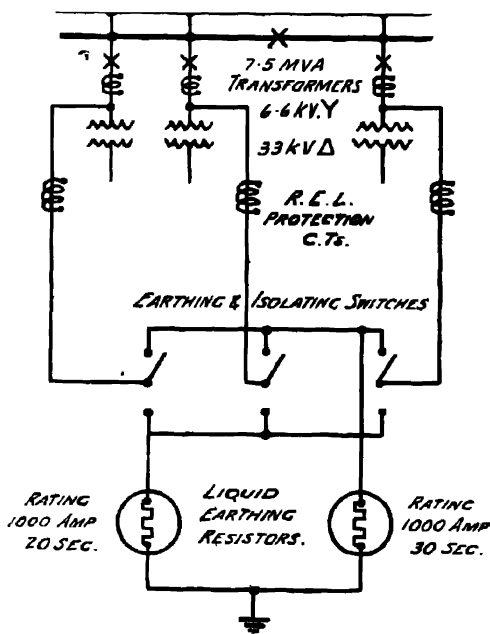 7.5 MVA
TRANSFORMERS
6.6 KV. Y
33 KV Δ
R.E.L.
PROTECTION
C.Ts.
EARTHING & ISOLATING SWITCHES
RATING
1000 AMP
20 SEC.
LIQUID
EARTHING
RESISTORS.
RATING
1000 AMP
30 SEC.